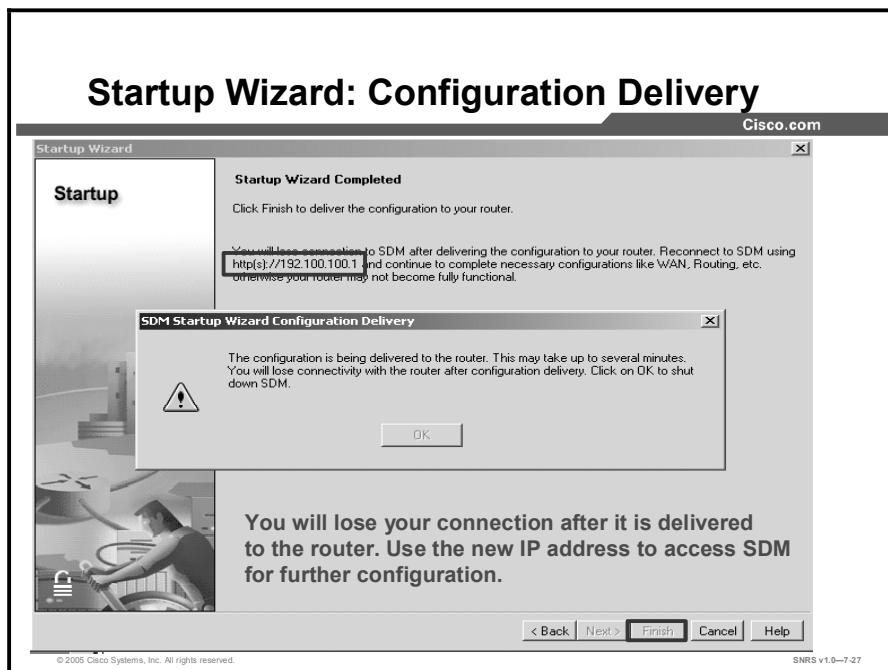 Startup Wizard: Configuration Delivery
Cisco.com
Startup Wizard
Startup
Startup Wizard Completed
Click Finish to deliver the configuration to your router.
You will lose connection to SDM after delivering the configuration to your router. Reconnect to SDM using
http(s)://192.100.100.1 and continue to complete necessary configurations like WAN, Routing, etc.
otherwise your router may not become fully functional.
SDM Startup Wizard Configuration Delivery
The configuration is being delivered to the router. This may take up to several minutes.
You will lose connectivity with the router after configuration delivery. Click on OK to shut
down SDM.
OK
You will lose your connection after it is delivered
to the router. Use the new IP address to access SDM
for further configuration.
< Back Next > Finish Cancel Help
© 2005 Cisco Systems, Inc. All rights reserved.
SNRS v1.0—7-27